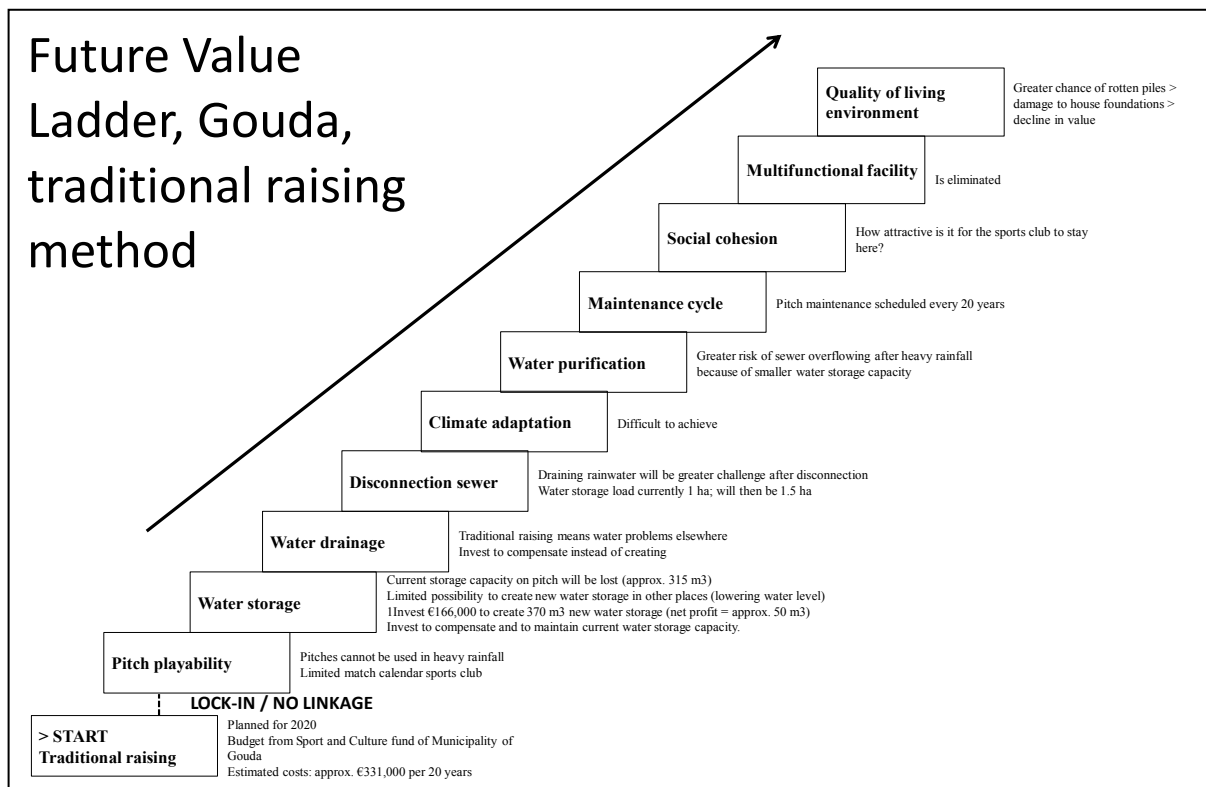 Future Value
Ladder, Gouda,
traditional raising
method
Quality of living
environment
Greater chance of rotten piles >
damage to house foundations >
decline in value
Multifunctional facility
Is eliminated
Social cohesion
How attractive is it for the sports club to stay
here?
Maintenance cycle
Pitch maintenance scheduled every 20 years
Water purification
Greater risk of sewer overflowing after heavy rainfall
because of smaller water storage capacity
Climate adaptation
Difficult to achieve
Disconnection sewer
Draining rainwater will be greater challenge after disconnection
Water storage load currently 1 ha; will then be 1.5 ha
Water drainage
Traditional raising means water problems elsewhere
Invest to compensate instead of creating
Water storage
Current storage capacity on pitch will be lost (approx. 315 m3)
Limited possibility to create new water storage in other places (lowering water level)
1Invest €166,000 to create 370 m3 new water storage (net profit = approx. 50 m3)
Invest to compensate and to maintain current water storage capacity.
Pitch playability
Pitches cannot be used in heavy rainfall
Limited match calendar sports club
LOCK-IN / NO LINKAGE
> START
Traditional raising
Planned for 2020
Budget from Sport and Culture fund of Municipality of
Gouda
Estimated costs: approx. €331,000 per 20 years